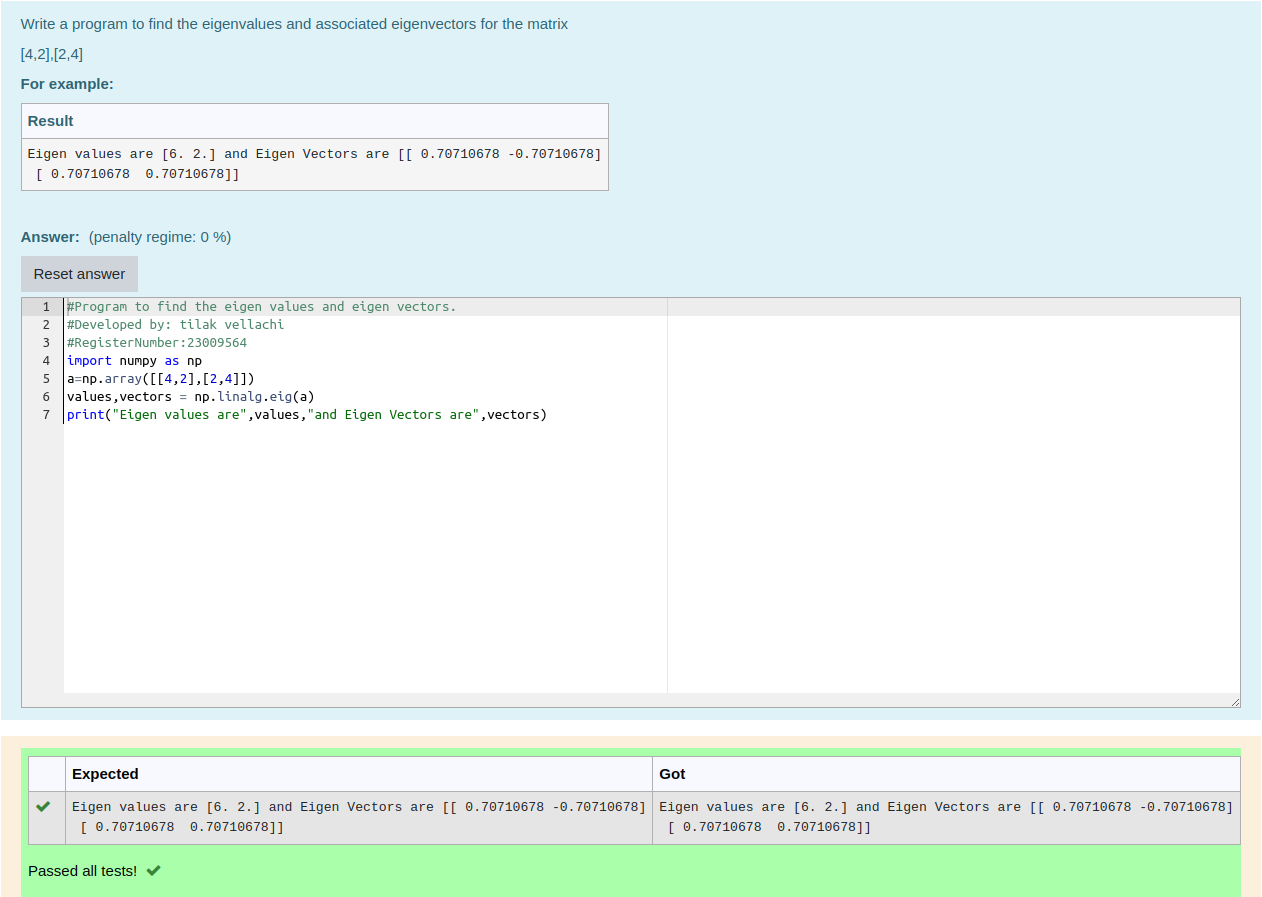 Write a program to find the eigenvalues and associated eigenvectors for the matrix
[4,2],[2,4]
For example:
Result
Eigen values are [6. 2.] and Eigen Vectors are [[ 0.70710678 -0.70710678]
 [ 0.70710678  0.70710678]]
Answer: (penalty regime: 0 %)
Reset answer
1 #Program to find the eigen values and eigen vectors.
2 #Developed by: tilak vellachi
3 #RegisterNumber:23009564
4 import numpy as np
5 a=np.array([[4,2],[2,4]])
6 values,vectors = np.linalg.eig(a)
7 print("Eigen values are",values,"and Eigen Vectors are",vectors)
Expected Got
Eigen values are [6. 2.] and Eigen Vectors are [[ 0.70710678 -0.70710678] Eigen values are [6. 2.] and Eigen Vectors are [[ 0.70710678 -0.70710678]
 [ 0.70710678  0.70710678]]  [ 0.70710678  0.70710678]]
Passed all tests!